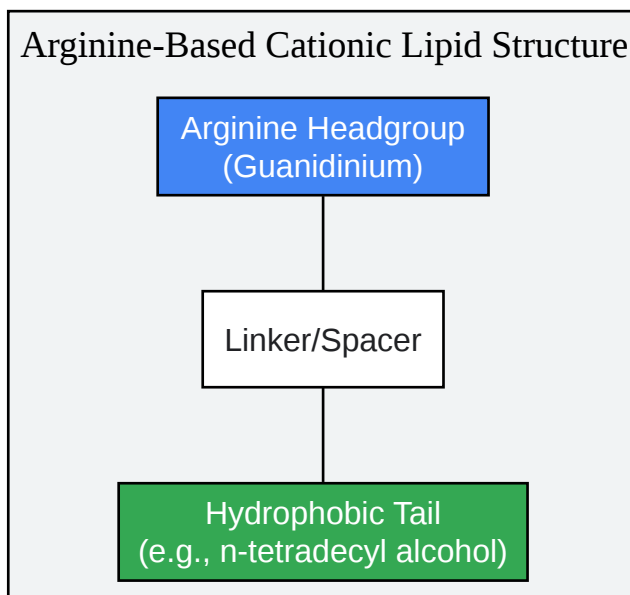 Arginine-Based Cationic Lipid Structure
Arginine Headgroup
(Guanidinium)
Linker/Spacer
Hydrophobic Tail
(e.g., n-tetradecyl alcohol)